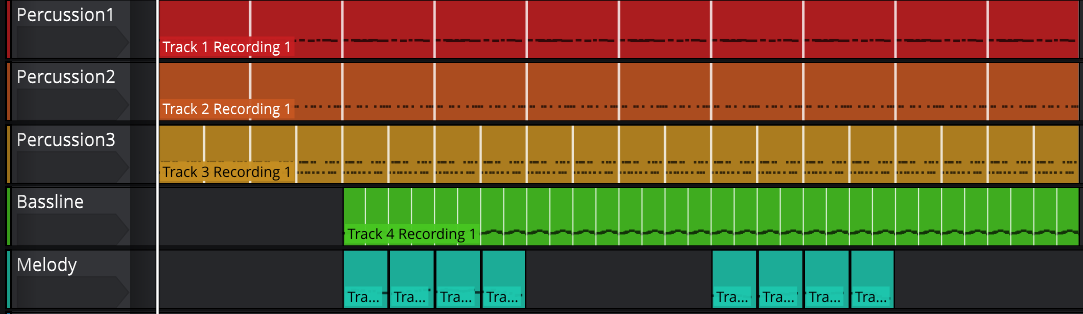 Percussion1
Track 1 Recording 1
Percussion2
Track 2 Recording 1
Percussion3
Track 3 Recording 1
Bassline
Track 4 Recording 1
Melody
Tra... Tra... Tra... Tra... Tra... Tra... Tra... Tra...